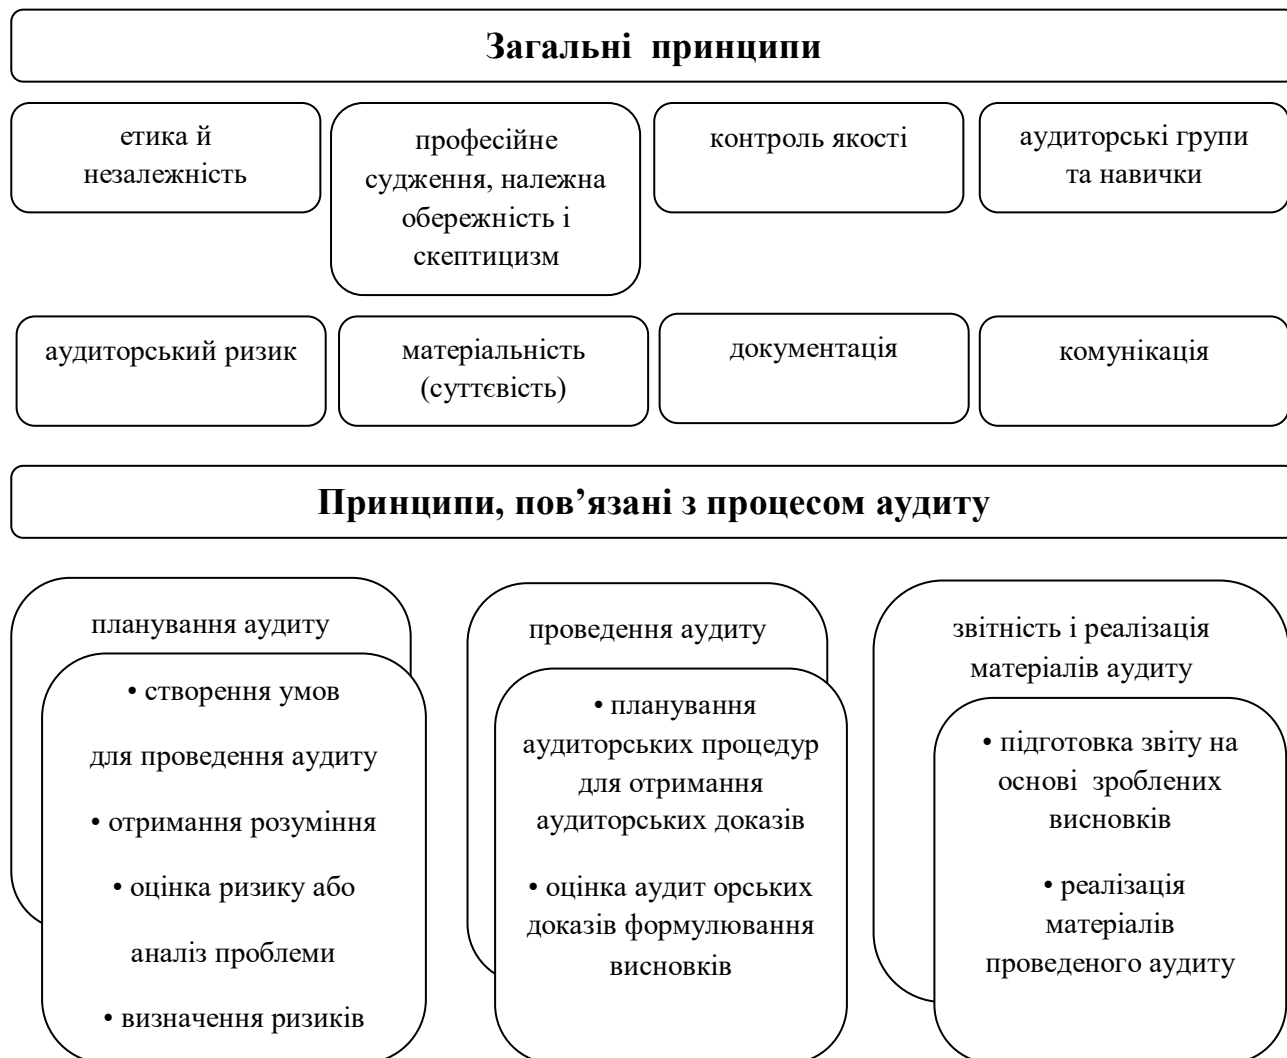 Загальні принципи
етика й
незалежність
професійне
судження, належна
обережність і
скептицизм
контроль якості
аудиторські групи
та навички
аудиторський ризик
матеріальність
(суттєвість)
документація
комунікація
Принципи, пов’язані з процесом аудиту
планування аудиту
• створення умов
для проведення аудиту
• отримання розуміння
• оцінка ризику або
аналіз проблеми
• визначення ризиків
проведення аудиту
• планування
аудиторських процедур
для отримання
аудиторських доказів
• оцінка аудит орських
доказів формулювання
висновків
звітність і реалізація
матеріалів аудиту
• підготовка звіту на
основі зроблених
висновків
• реалізація
матеріалів
проведеного аудиту